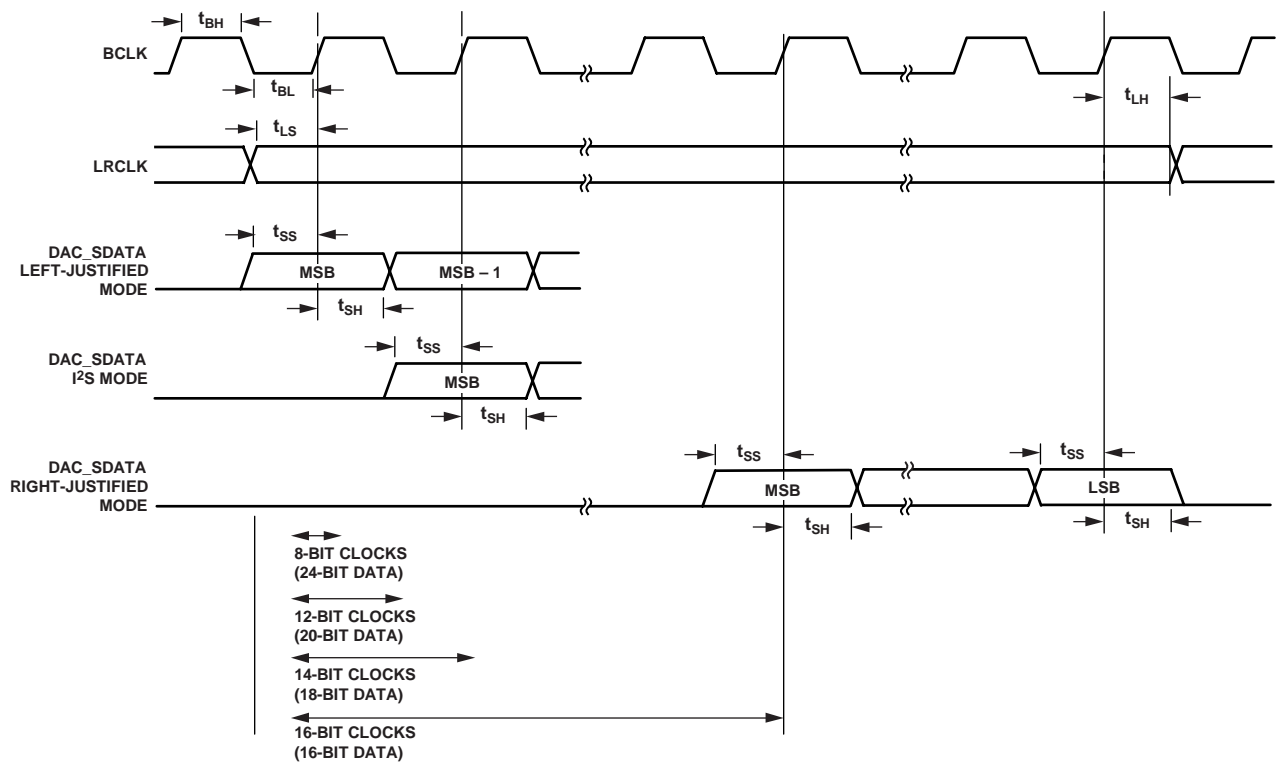 tBH
BCLK
tBL
tLH
tLS
LRCLK
tSS
DAC_SDATA
LEFT-JUSTIFIED
MODE
MSB
MSB – 1
tSH
DAC_SDATA
I2S MODE
tSS
MSB
tSH
DAC_SDATA
RIGHT-JUSTIFIED
MODE
tSS
MSB
tSH
tSS
LSB
tSH
8-BIT CLOCKS
(24-BIT DATA)
12-BIT CLOCKS
(20-BIT DATA)
14-BIT CLOCKS
(18-BIT DATA)
16-BIT CLOCKS
(16-BIT DATA)